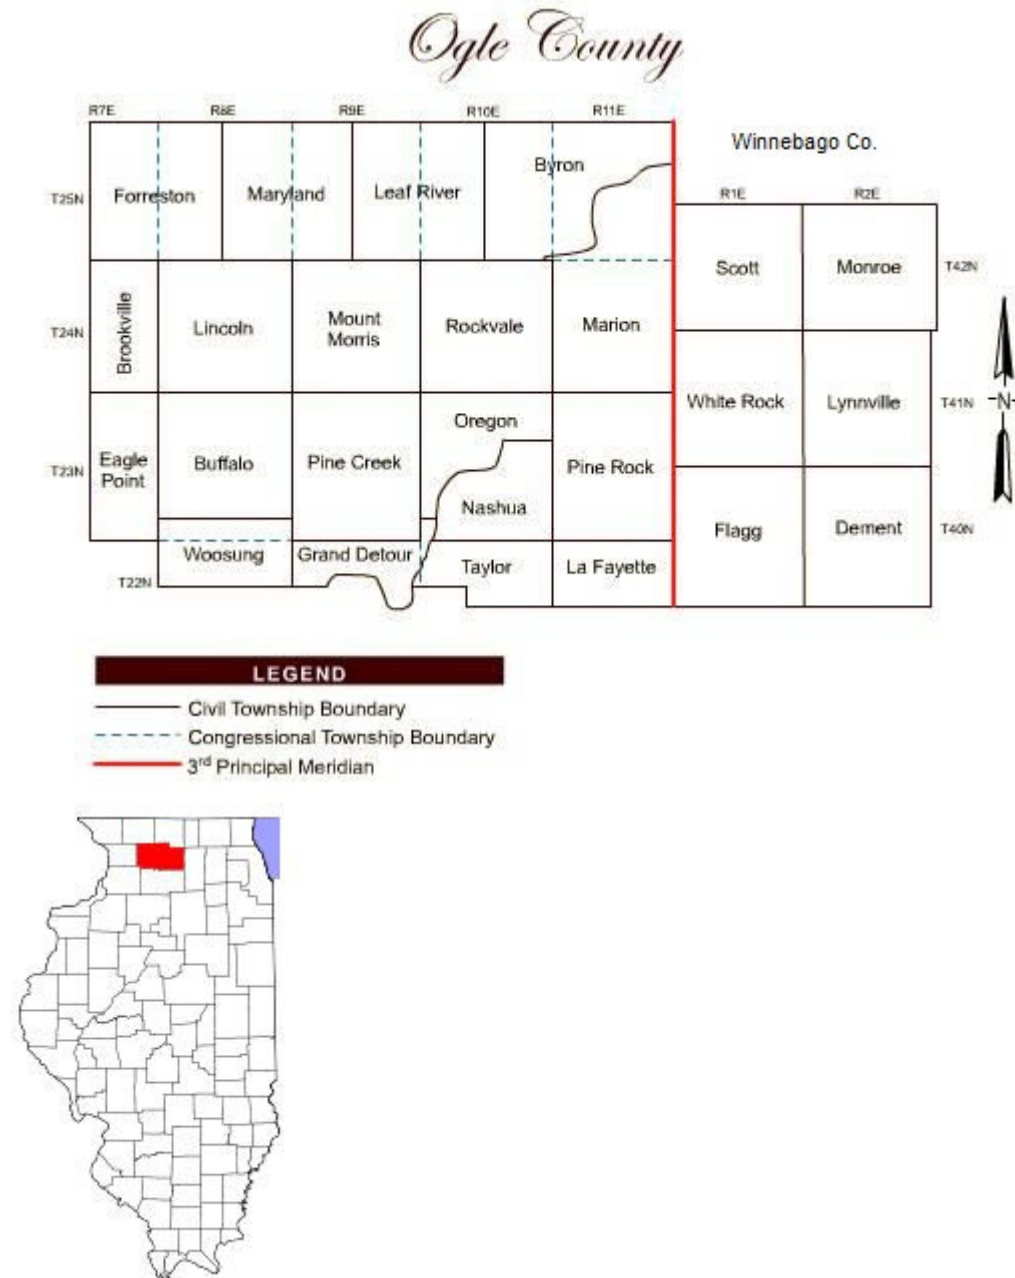 Ogle County
R7E R8E R9E R10E R11E
Winnebago Co.
Byron
T25N Forreston Maryland Leaf River
R1E R2E
Scott Monroe T42N
T24N Brookville Lincoln Mount Morris Rockvale Marion
White Rock Lynnville T41N
N
Oregon
T23N Eagle Point Buffalo Pine Creek Pine Rock
Nashua
Flagg Dement T40N
Woosung Grand Detour
T22N Taylor La Fayette
LEGEND
Civil Township Boundary
Congressional Township Boundary
3rd Principal Meridian